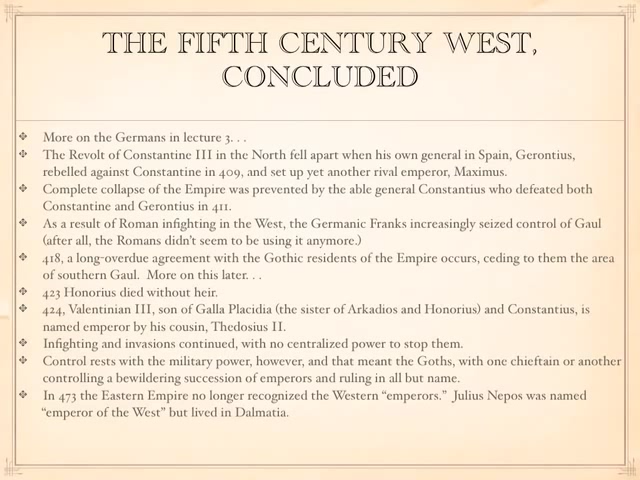 THE FIFTH CENTURY WEST,
CONCLUDED
❖ More on the Germans in lecture 3. . .
❖ The Revolt of Constantine III in the North fell apart when his own general in Spain, Gerontius,
rebelled against Constantine in 409, and set up yet another rival emperor, Maximus.
❖ Complete collapse of the Empire was prevented by the able general Constantius who defeated both
Constantine and Gerontius in 411.
❖ As a result of Roman infighting in the West, the Germanic Franks increasingly seized control of Gaul
(after all, the Romans didn't seem to be using it anymore.)
❖ 418, a long-overdue agreement with the Gothic residents of the Empire occurs, ceding to them the area
of southern Gaul. More on this later. . .
❖ 423 Honorius died without heir.
❖ 424, Valentinian III, son of Galla Placidia (the sister of Arkadios and Honorius) and Constantius, is
named emperor by his cousin, Thedosius II.
❖ Infighting and invasions continued, with no centralized power to stop them.
❖ Control rests with the military power, however, and that meant the Goths, with one chieftain or another
controlling a bewildering succession of emperors and ruling in all but name.
❖ In 473 the Eastern Empire no longer recognized the Western “emperors.” Julius Nepos was named
“emperor of the West” but lived in Dalmatia.